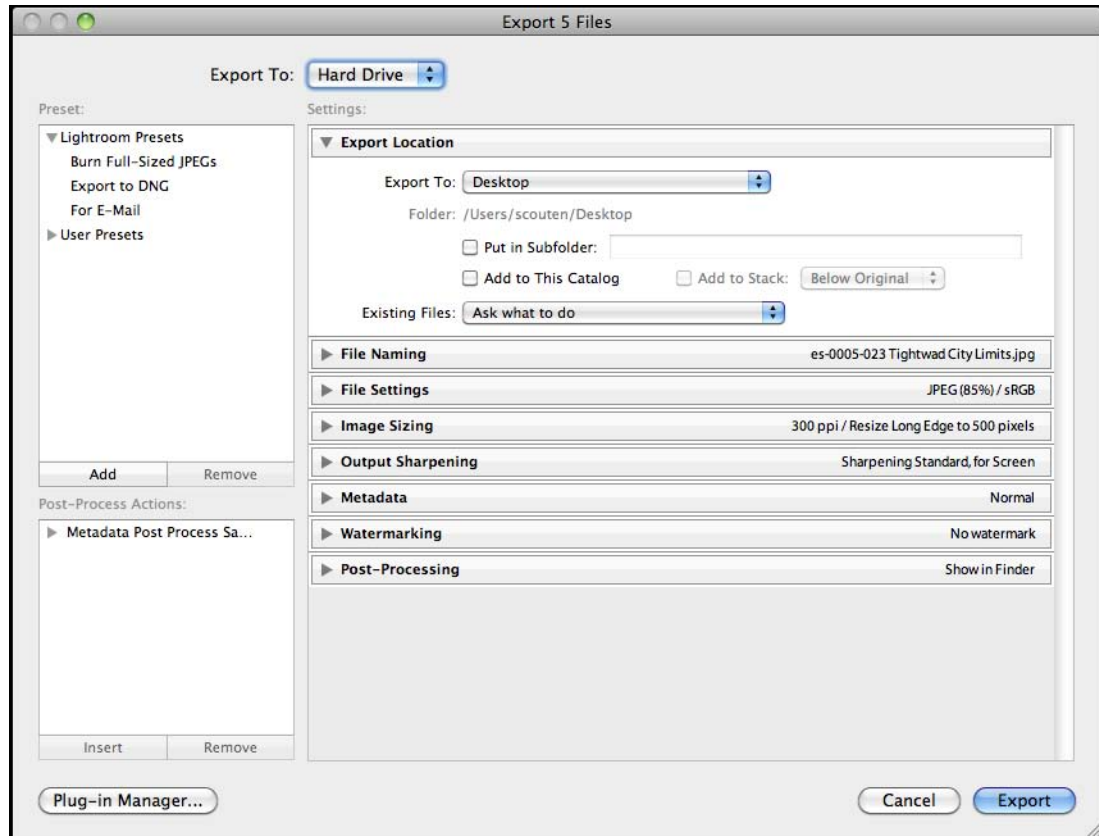 Export 5 Files
Export To: Hard Drive
Preset:
Lightroom Presets
Burn Full-Sized JPEGs
Export to DNG
For E-Mail
User Presets
Add Remove
Post-Process Actions:
Metadata Post Process Sa...
Insert Remove
Settings:
Export Location
Export To: Desktop
Folder: /Users/scouten/Desktop
Put in Subfolder:
Add to This Catalog Add to Stack: Below Original
Existing Files: Ask what to do
File Naming es-0005-023 Tightwad City Limits.jpg
File Settings JPEG (85%) / sRGB
Image Sizing 300 ppi / Resize Long Edge to 500 pixels
Output Sharpening Sharpening Standard, for Screen
Metadata Normal
Watermarking No watermark
Post-Processing Show in Finder
Plug-in Manager... Cancel Export